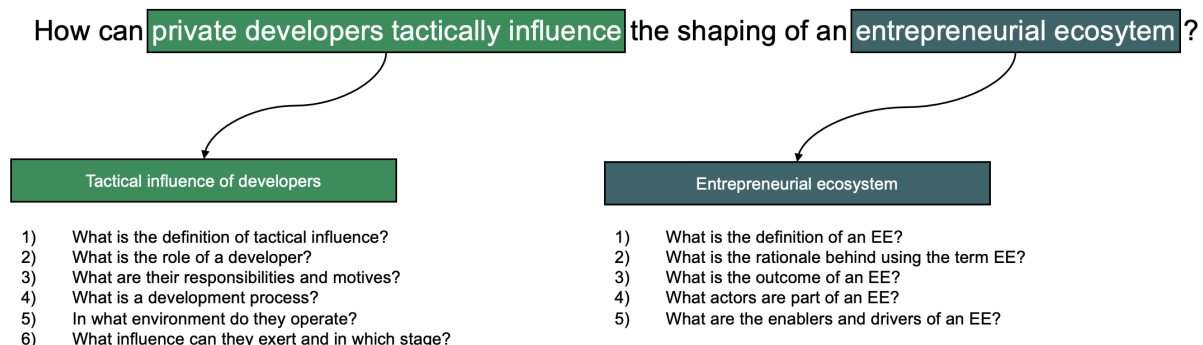 How can private developers tactically influence the shaping of an entrepreneurial ecosytem ?
Tactical influence of developers
1) What is the definition of tactical influence?
2) What is the role of a developer?
3) What are their responsibilities and motives?
4) What is a development process?
5) In what environment do they operate?
6) What influence can they exert and in which stage?
Entrepreneurial ecosystem
1) What is the definition of an EE?
2) What is the rationale behind using the term EE?
3) What is the outcome of an EE?
4) What actors are part of an EE?
5) What are the enablers and drivers of an EE?